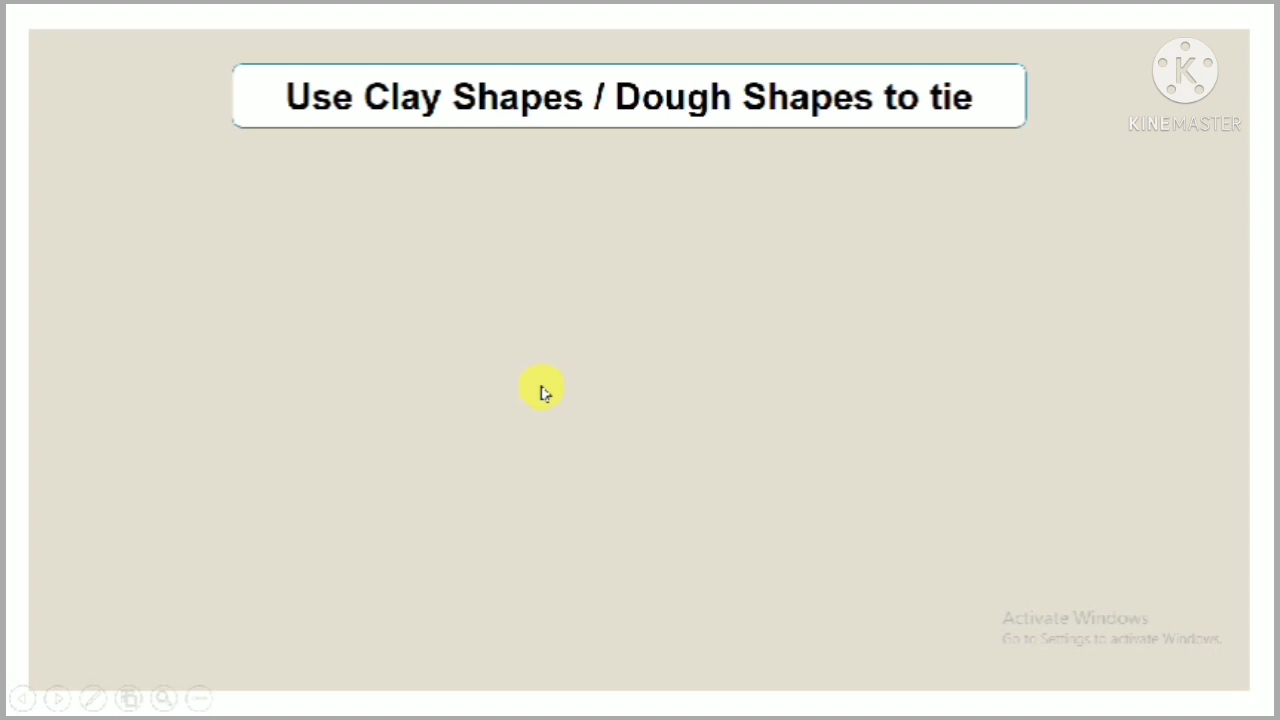 Use Clay Shapes / Dough Shapes to tie
K
KINEMASTER
Activate Windows
Go to Settings to activate Windows.